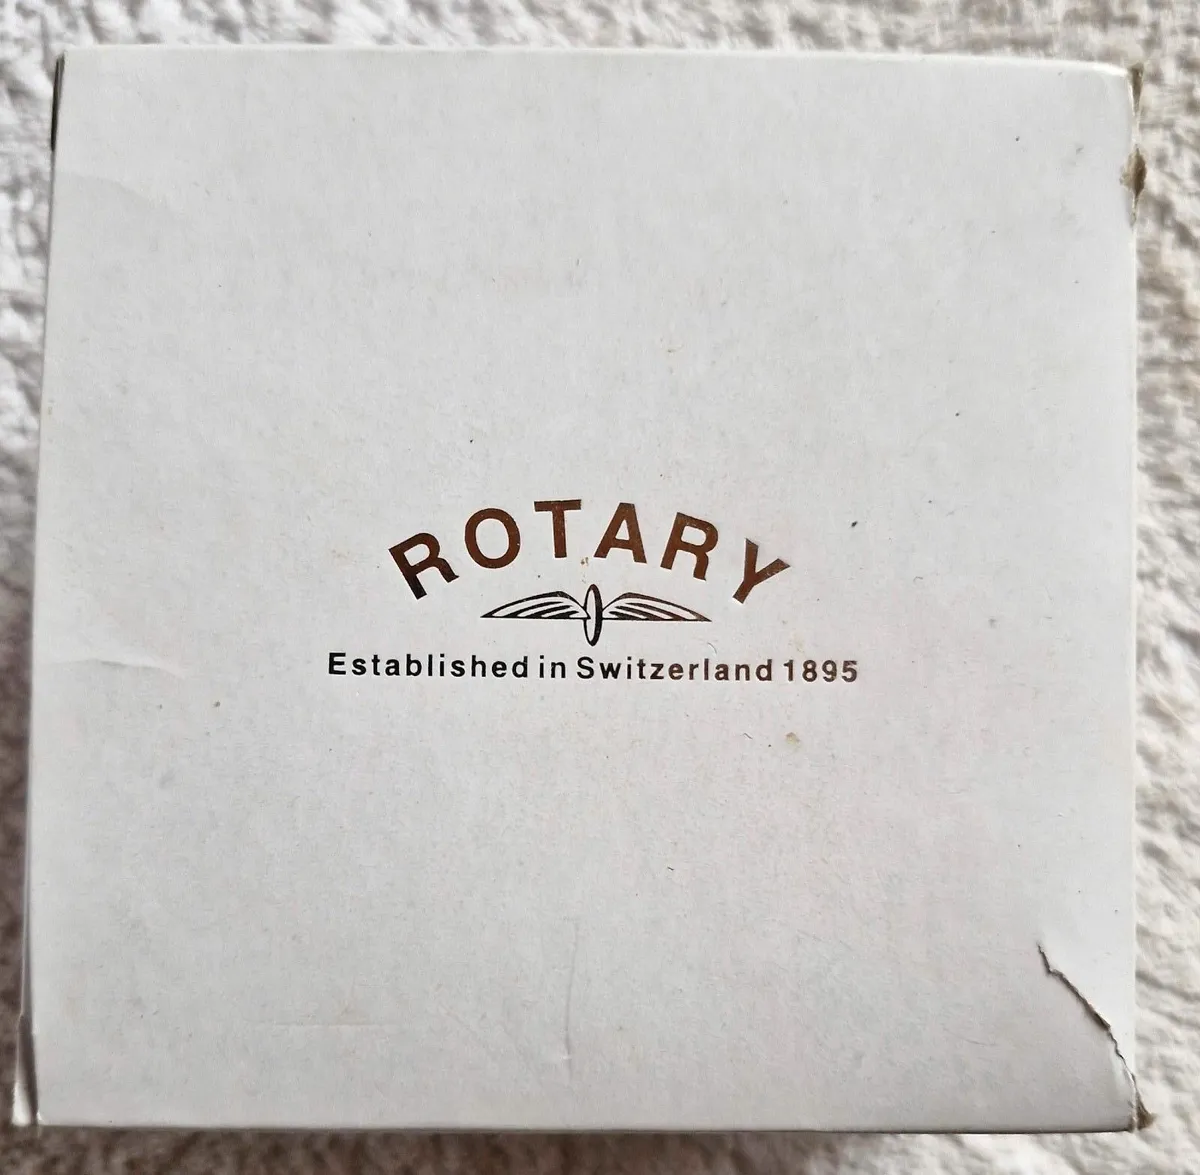 ROTARY
Established in Switzerland 1895